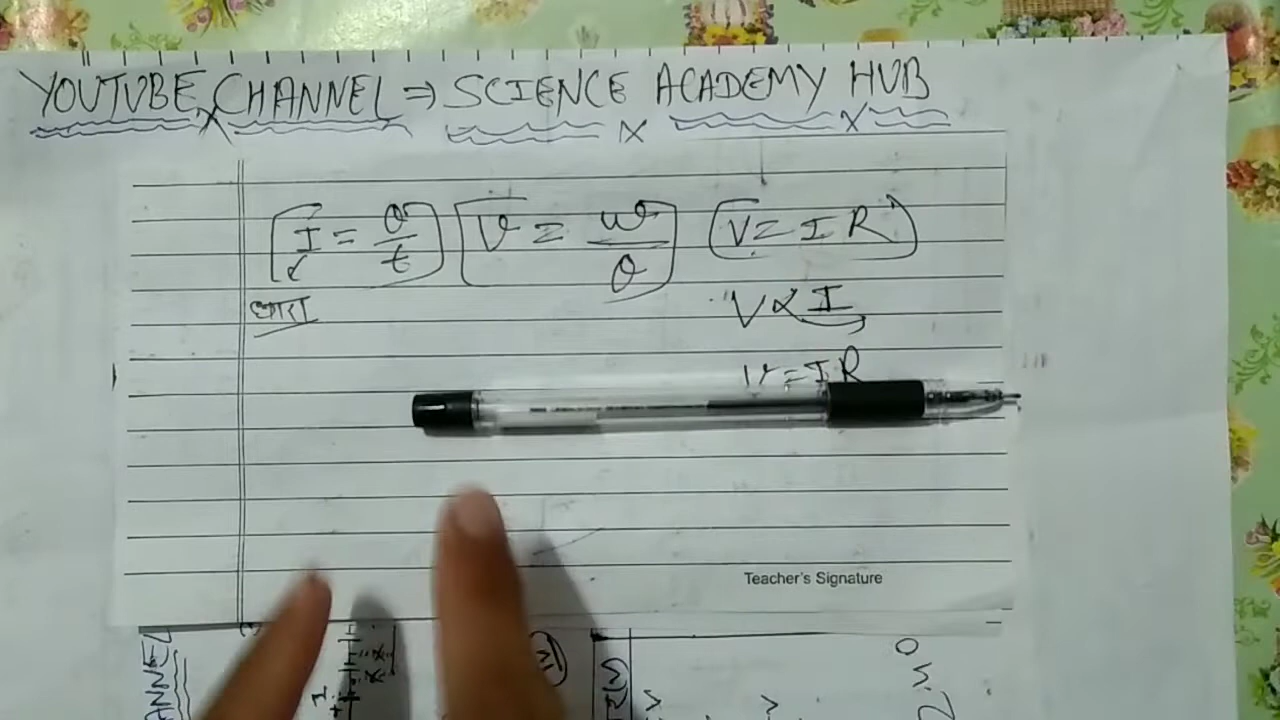 YOUTUBE CHANNEL ⇒ SCIENCE ACADEMY HUB
I = Q/t V = W/Q V = IR
धारा V ∝ I
V = IR
Teacher's Signature